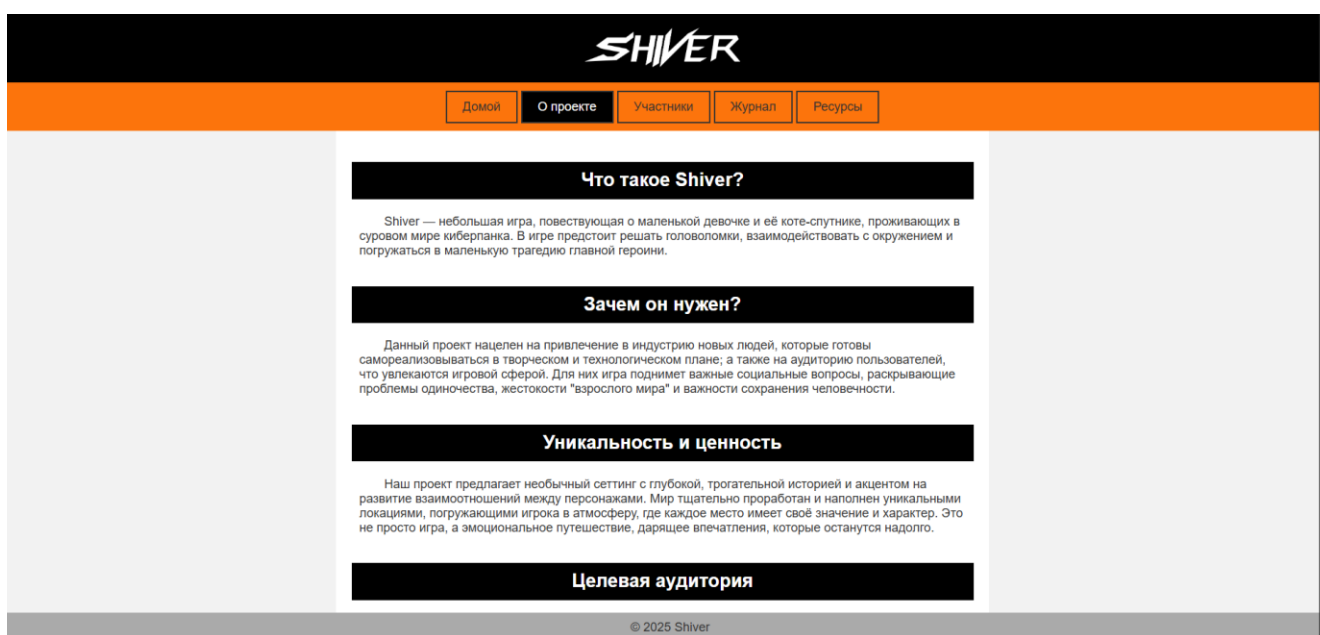 SHIVER
Домой
О проекте
Участники
Журнал
Ресурсы
Что такое Shiver?
Shiver — небольшая игра, повествующая о маленькой девочке и её коте-спутнике, проживающих в
суровом мире киберпанка. В игре предстоит решать головоломки, взаимодействовать с окружением и
погружаться в маленькую трагедию главной героини.
Зачем он нужен?
Данный проект нацелен на привлечение в индустрию новых людей, которые готовы
самореализовываться в творческом и технологическом плане; а также на аудиторию пользователей,
что увлекаются игровой сферой. Для них игра поднимет важные социальные вопросы, раскрывающие
проблемы одиночества, жестокости "взрослого мира" и важности сохранения человечности.
Уникальность и ценность
Наш проект предлагает необычный сеттинг с глубокой, трогательной историей и акцентом на
развитие взаимоотношений между персонажами. Мир тщательно проработан и наполнен уникальными
локациями, погружающими игрока в атмосферу, где каждое место имеет своё значение и характер. Это
не просто игра, а эмоциональное путешествие, дарящее впечатления, которые останутся надолго.
Целевая аудитория
© 2025 Shiver